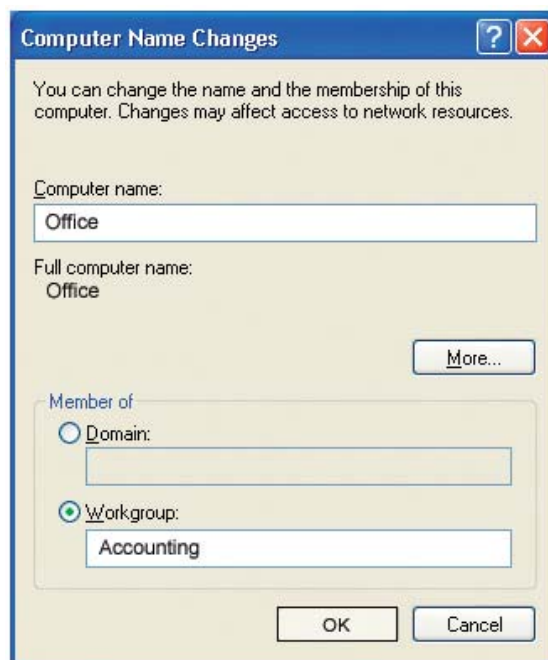 Computer Name Changes
?
You can change the name and the membership of this
computer. Changes may affect access to network resources.
Computer name:
Office
Full computer name:
Office
More...
Member of
Domain:
Workgroup:
Accounting
OK
Cancel